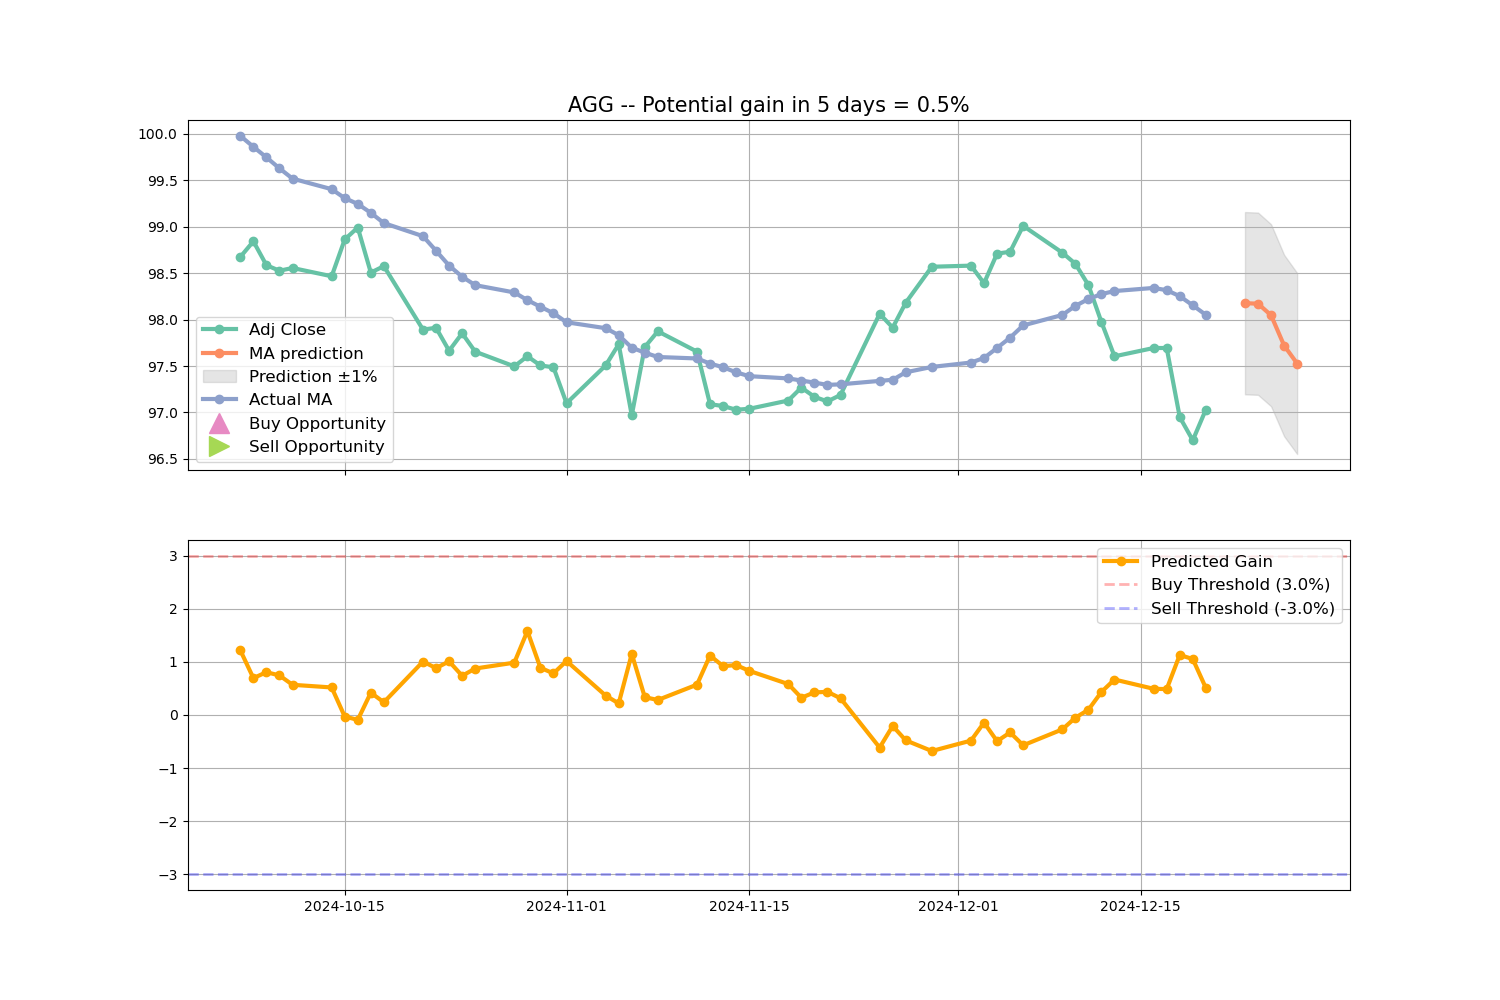 AGG -- Potential gain in 5 days = 0.5%
100.0
99.5
99.0
98.5
98.0
97.5
97.0
96.5
Adj Close
MA prediction
Prediction ±1%
Actual MA
Buy Opportunity
Sell Opportunity
3
2
1
0
−1
−2
−3
Predicted Gain
Buy Threshold (3.0%)
Sell Threshold (-3.0%)
2024-10-15
2024-11-01
2024-11-15
2024-12-01
2024-12-15